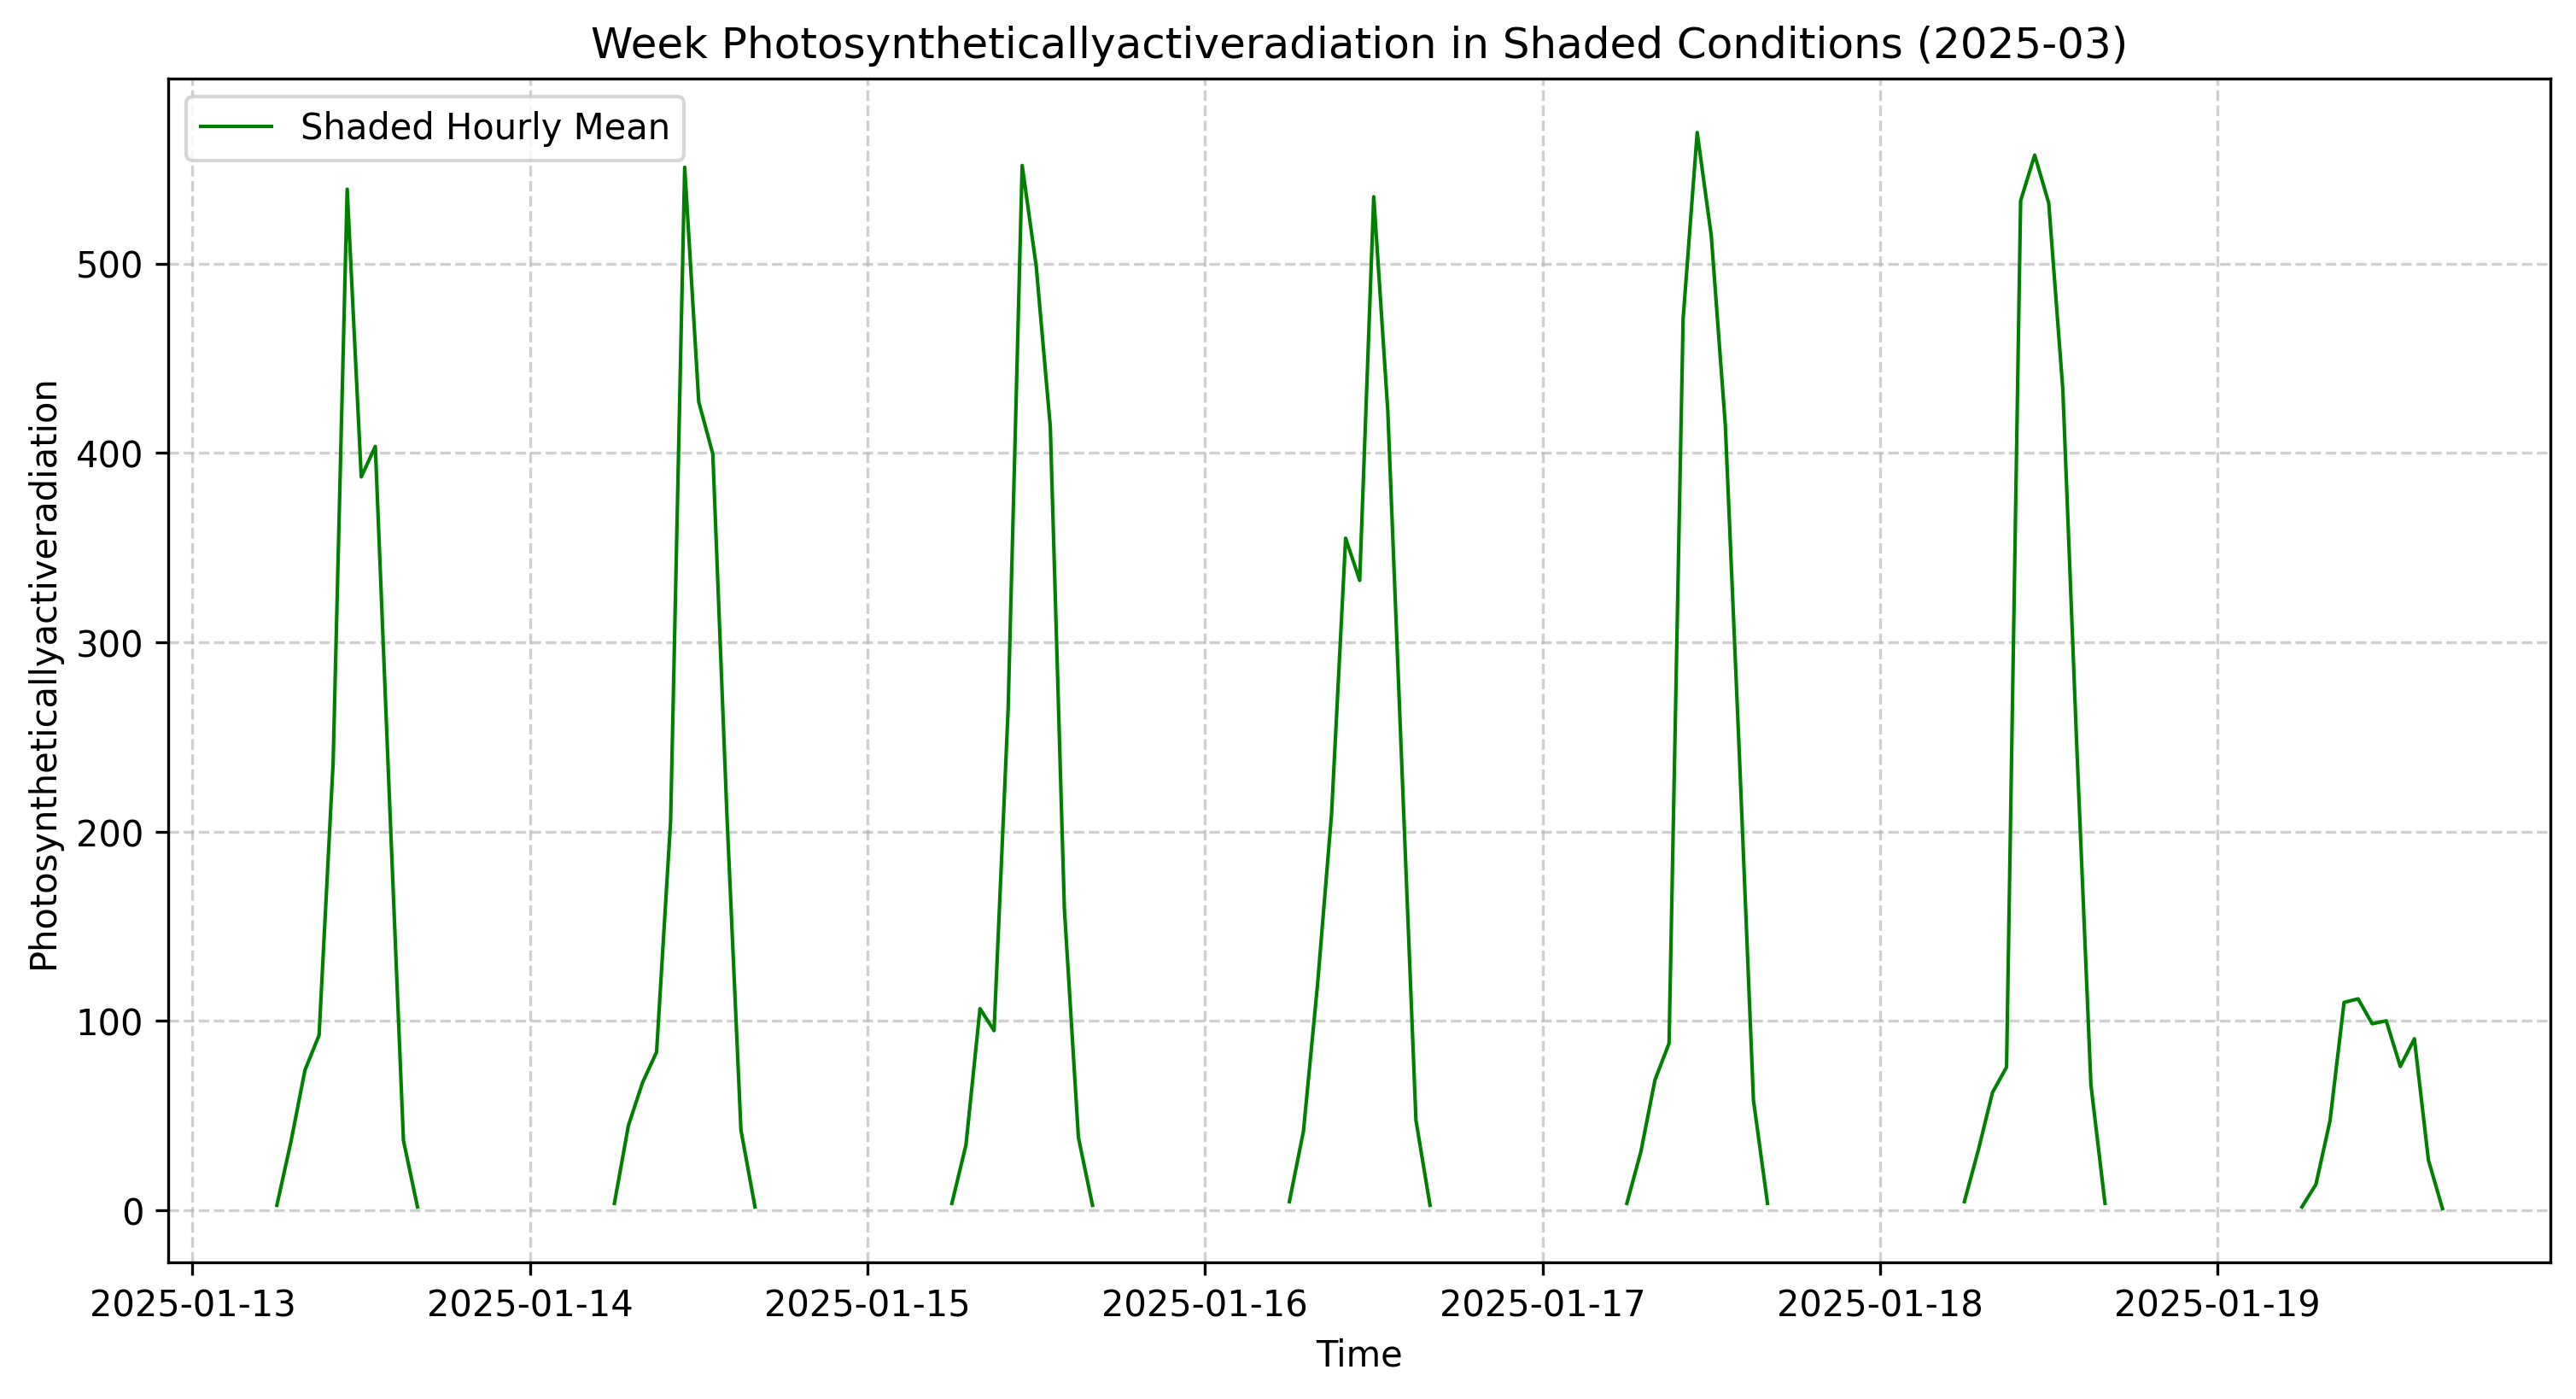 Week Photosyntheticallyactiveradiation in Shaded Conditions (2025-03)
Shaded Hourly Mean
Photosyntheticallyactiveradiation
500
400
300
200
100
0
2025-01-13 2025-01-14 2025-01-15 2025-01-16 2025-01-17 2025-01-18 2025-01-19
Time